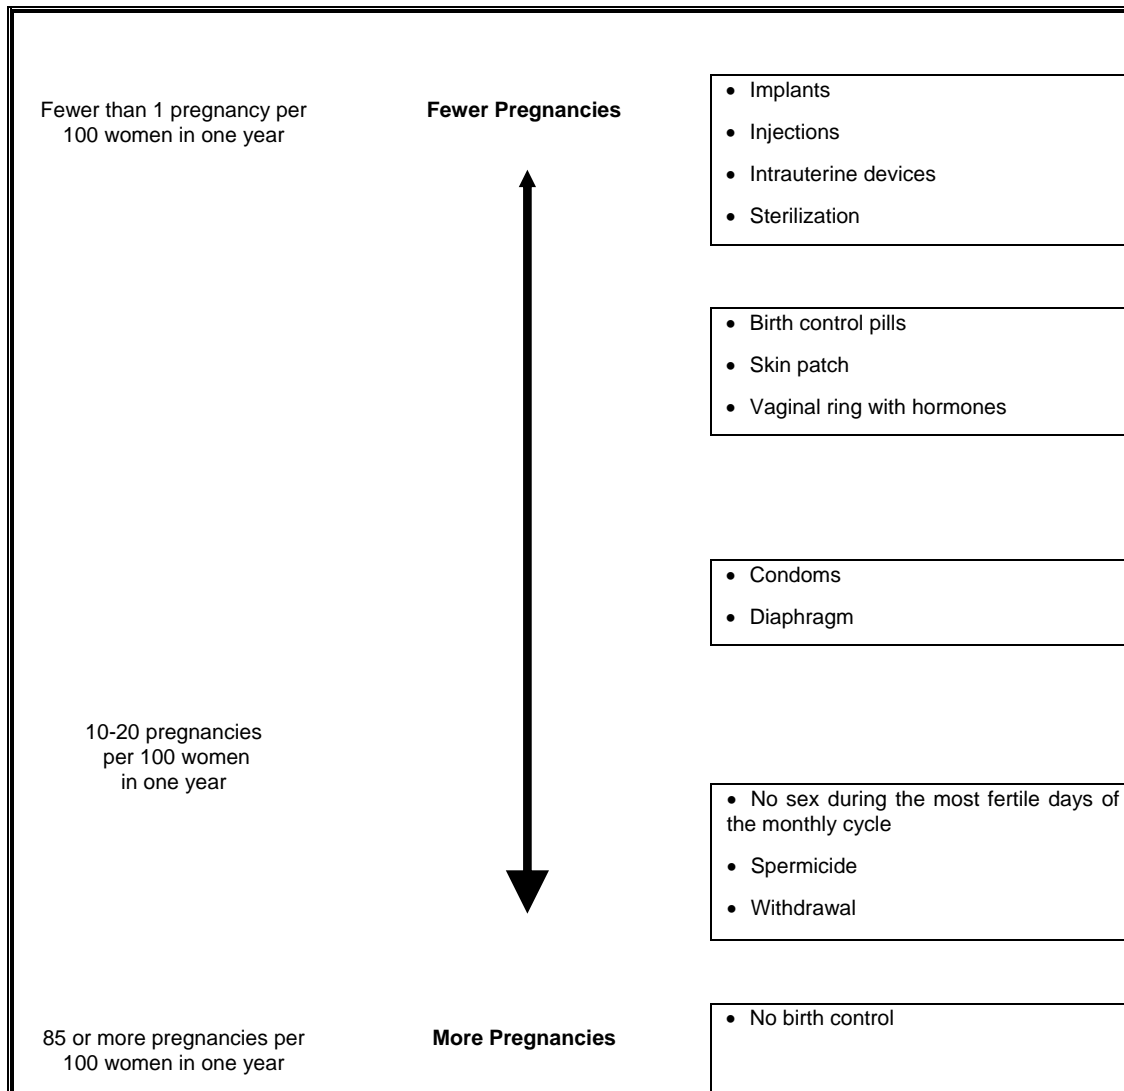 Fewer than 1 pregnancy per
100 women in one year
Fewer Pregnancies
• Implants
• Injections
• Intrauterine devices
• Sterilization
• Birth control pills
• Skin patch
• Vaginal ring with hormones
• Condoms
• Diaphragm
10-20 pregnancies
per 100 women
in one year
• No sex during the most fertile days of
the monthly cycle
• Spermicide
• Withdrawal
85 or more pregnancies per
100 women in one year
More Pregnancies
• No birth control